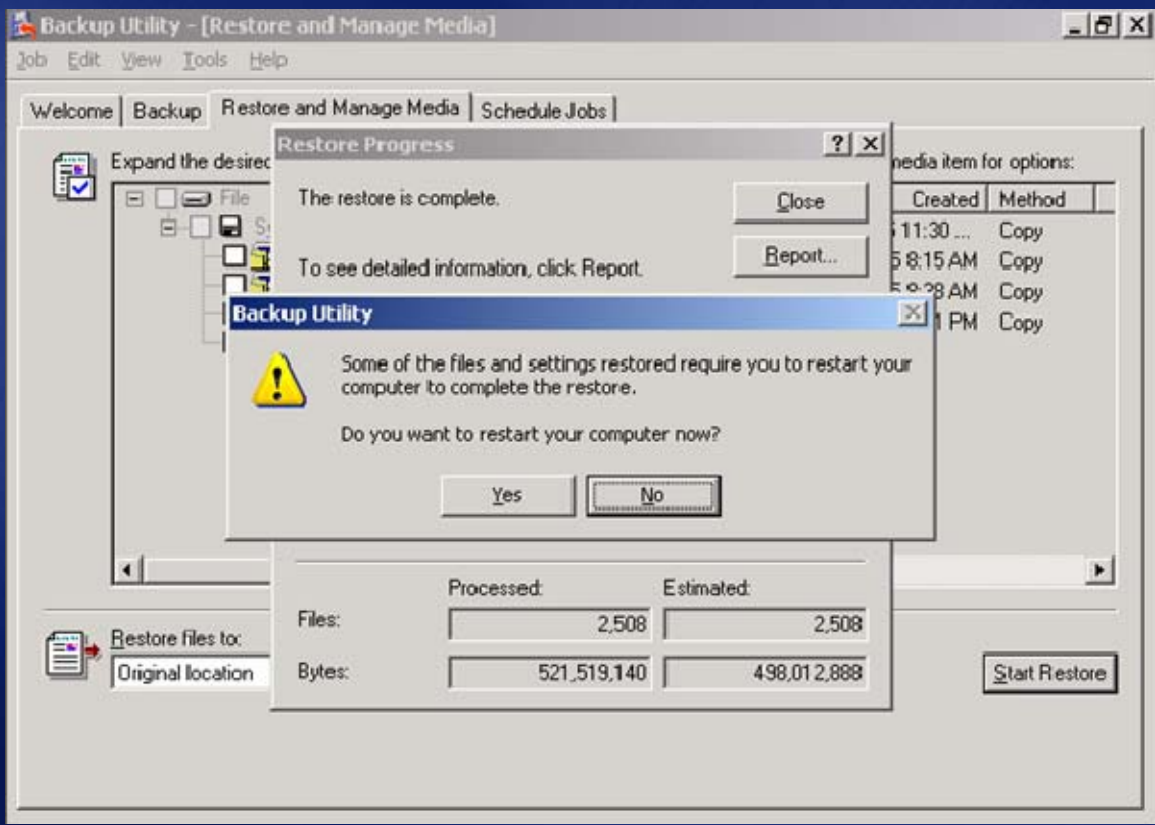 Backup Utility - [Restore and Manage Media]
Job Edit View Tools Help
Welcome Backup Restore and Manage Media Schedule Jobs
Restore Progress
Expand the desired
media item for options:
File
Created Method
The restore is complete.
Close
11:30 ... Copy
Report...
8:15 AM Copy
To see detailed information, click Report.
AM Copy
PM Copy
Backup Utility
Some of the files and settings restored require you to restart your
computer to complete the restore.
Do you want to restart your computer now?
Yes No
Processed: Estimated:
Files: 2,508 2,508
Restore files to:
Original location
Bytes: 521,519,140 498,012,888
Start Restore